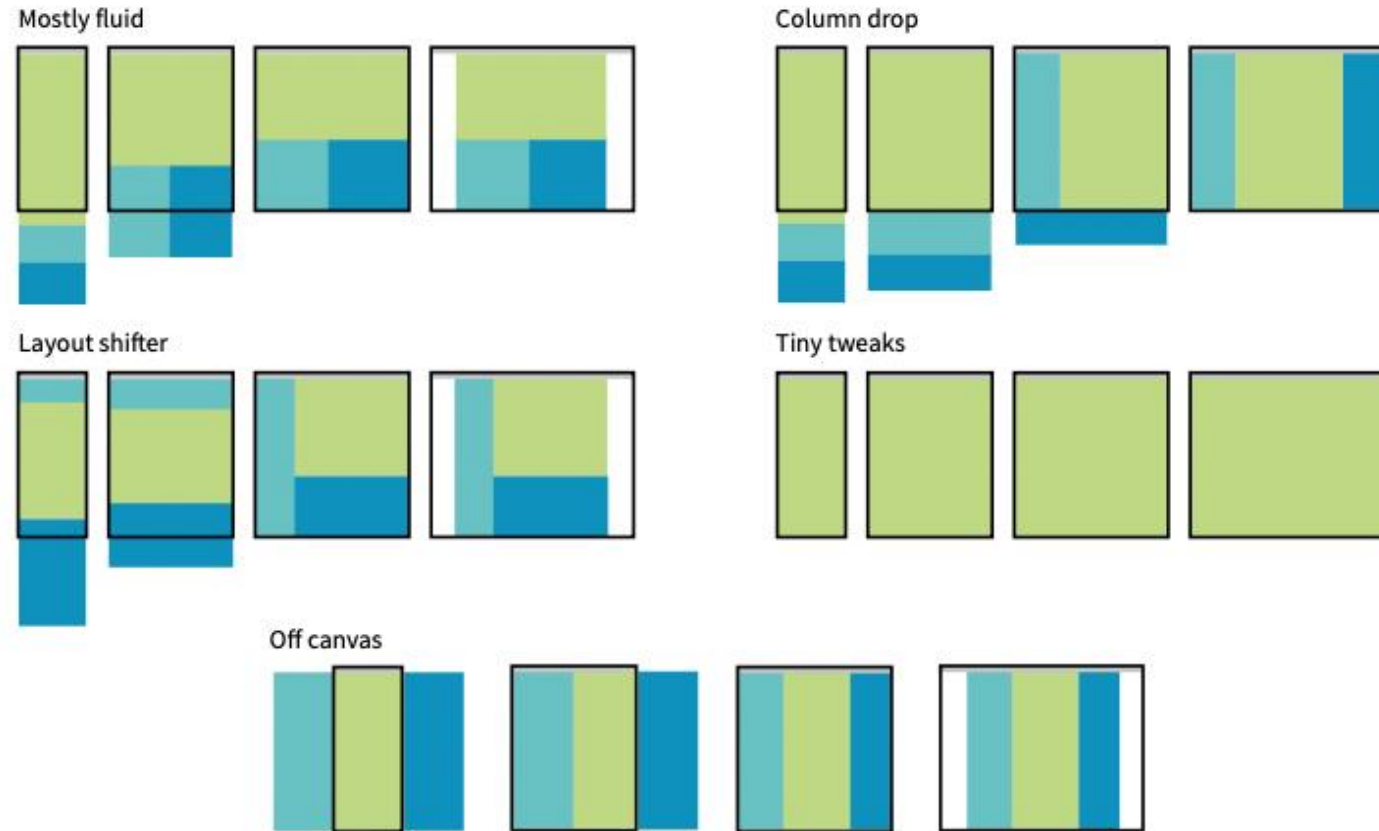 Mostly fluid
Column drop
Layout shifter
Tiny tweaks
Off canvas